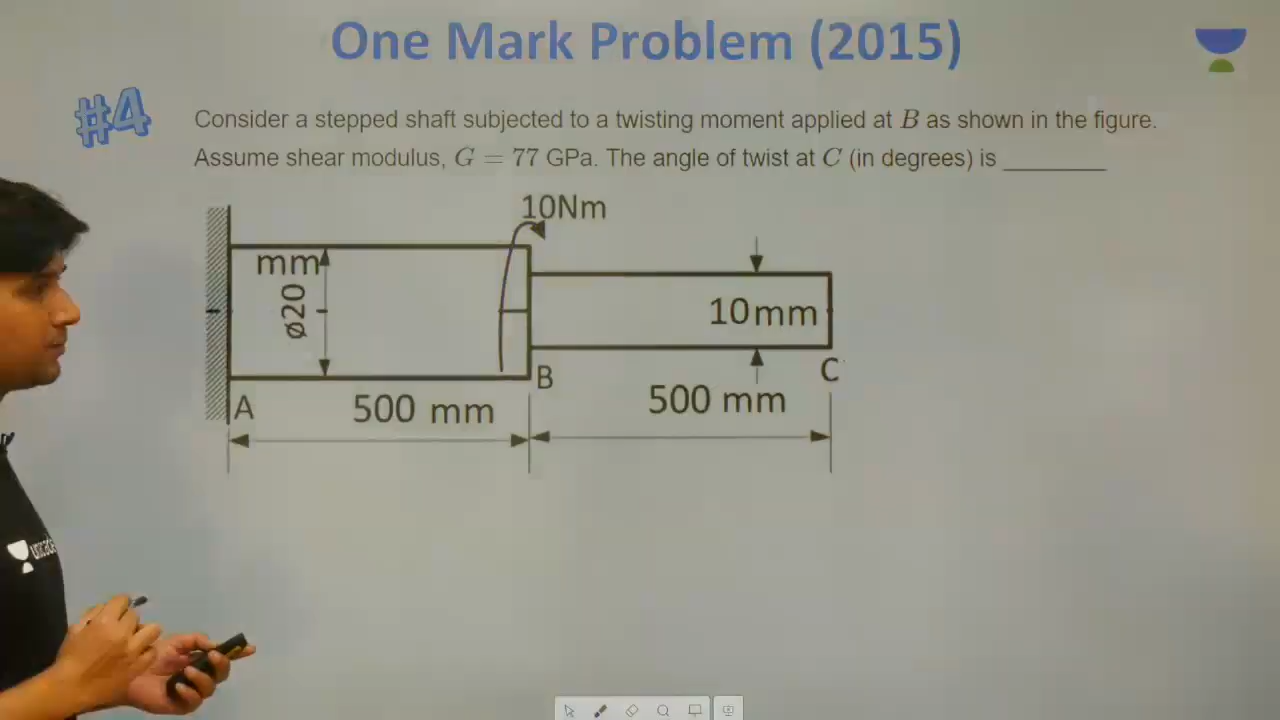 One Mark Problem (2015)
#4
Consider a stepped shaft subjected to a twisting moment applied at B as shown in the figure.
Assume shear modulus, G = 77 GPa. The angle of twist at C (in degrees) is ________
10Nm
mm
ø20
10mm
B
C
A
500 mm
500 mm